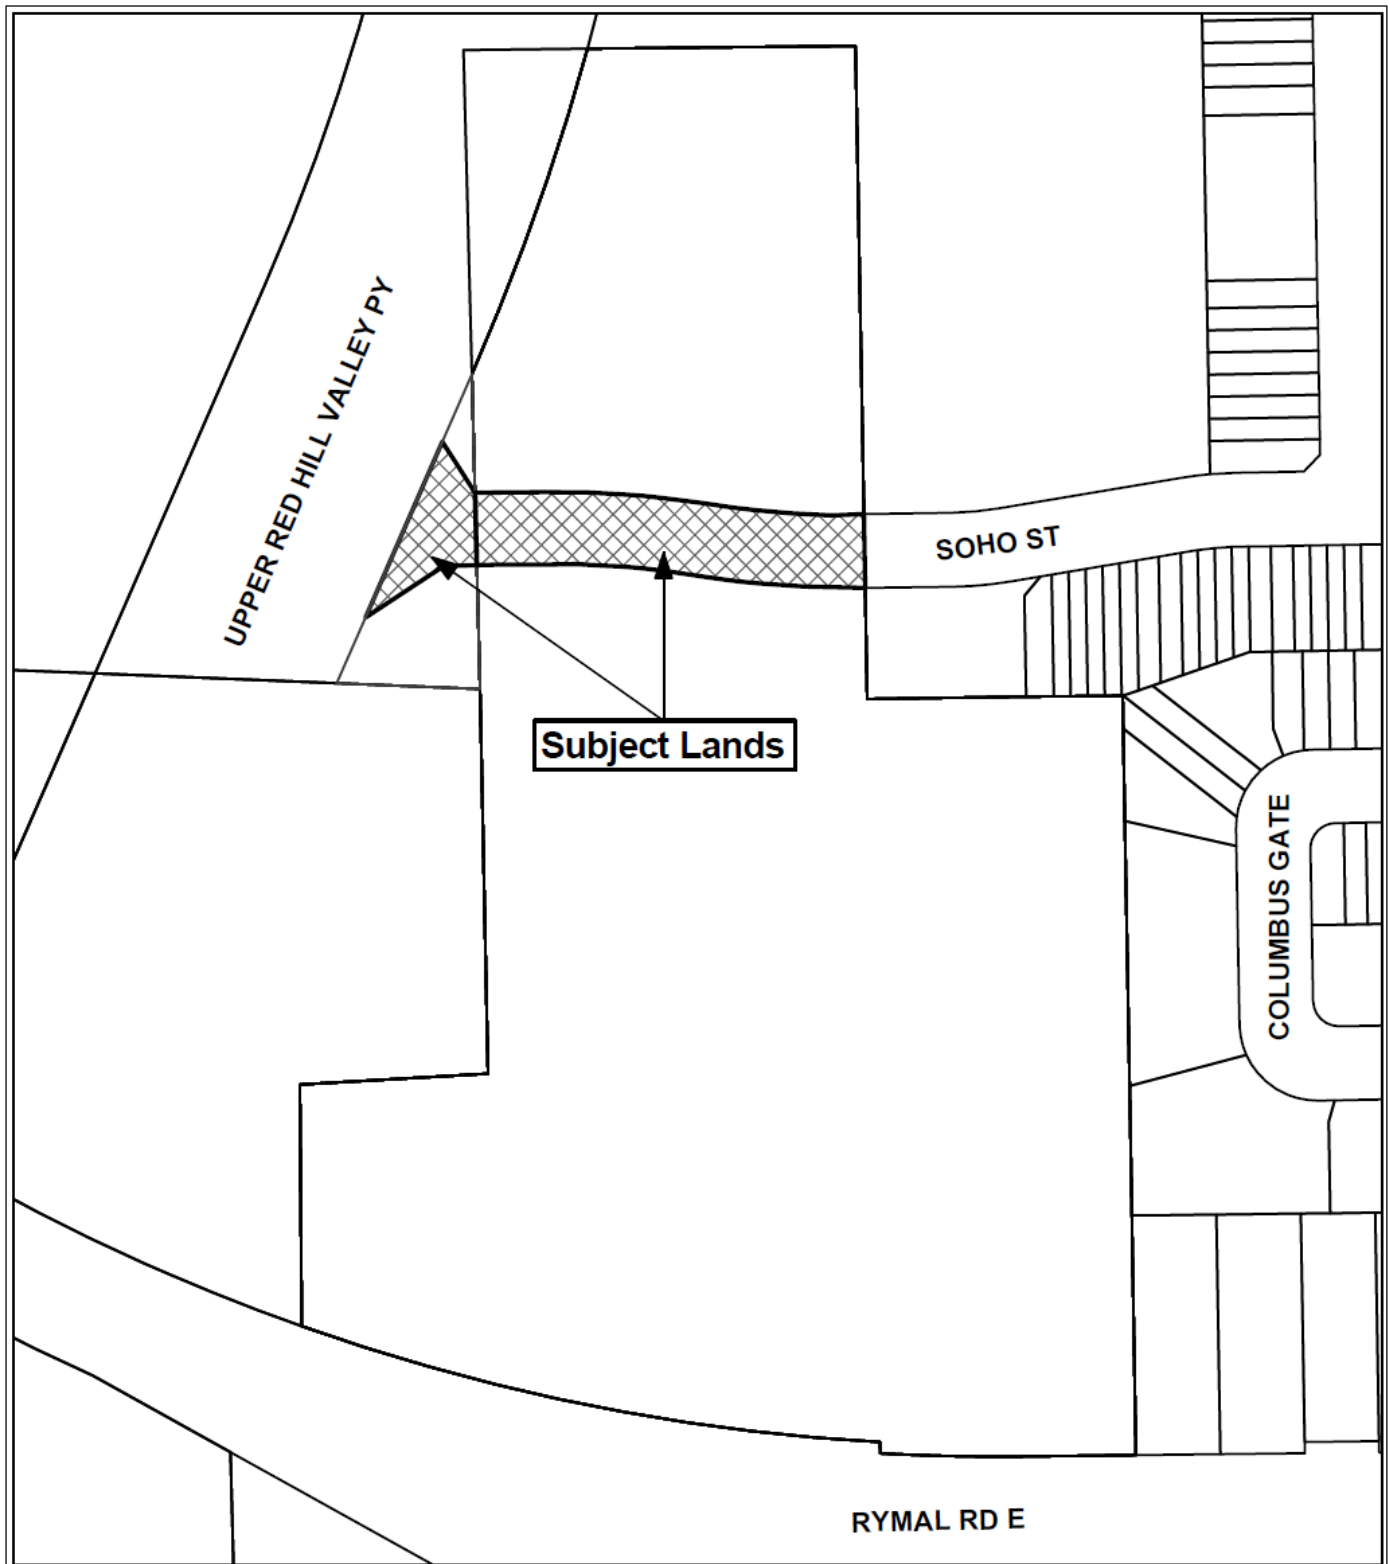 UPPER RED HILL VALLEY PY
SOHO ST
Subject Lands
COLUMBUS GATE
RYMAL RD E